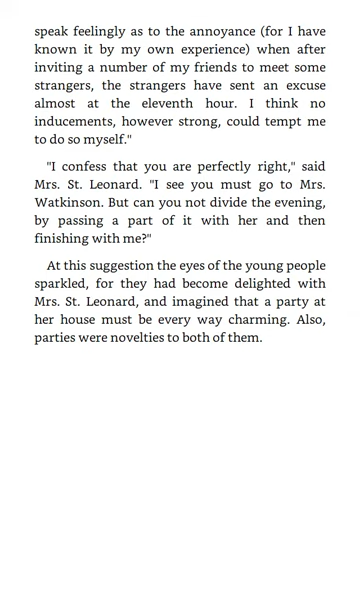 speak feelingly as to the annoyance (for I have
known it by my own experience) when after
inviting a number of my friends to meet some
strangers, the strangers have sent an excuse
almost at the eleventh hour. I think no
inducements, however strong, could tempt me
to do so myself."
"I confess that you are perfectly right," said
Mrs. St. Leonard. "I see you must go to Mrs.
Watkinson. But can you not divide the evening,
by passing a part of it with her and then
finishing with me?"
At this suggestion the eyes of the young people
sparkled, for they had become delighted with
Mrs. St. Leonard, and imagined that a party at
her house must be every way charming. Also,
parties were novelties to both of them.